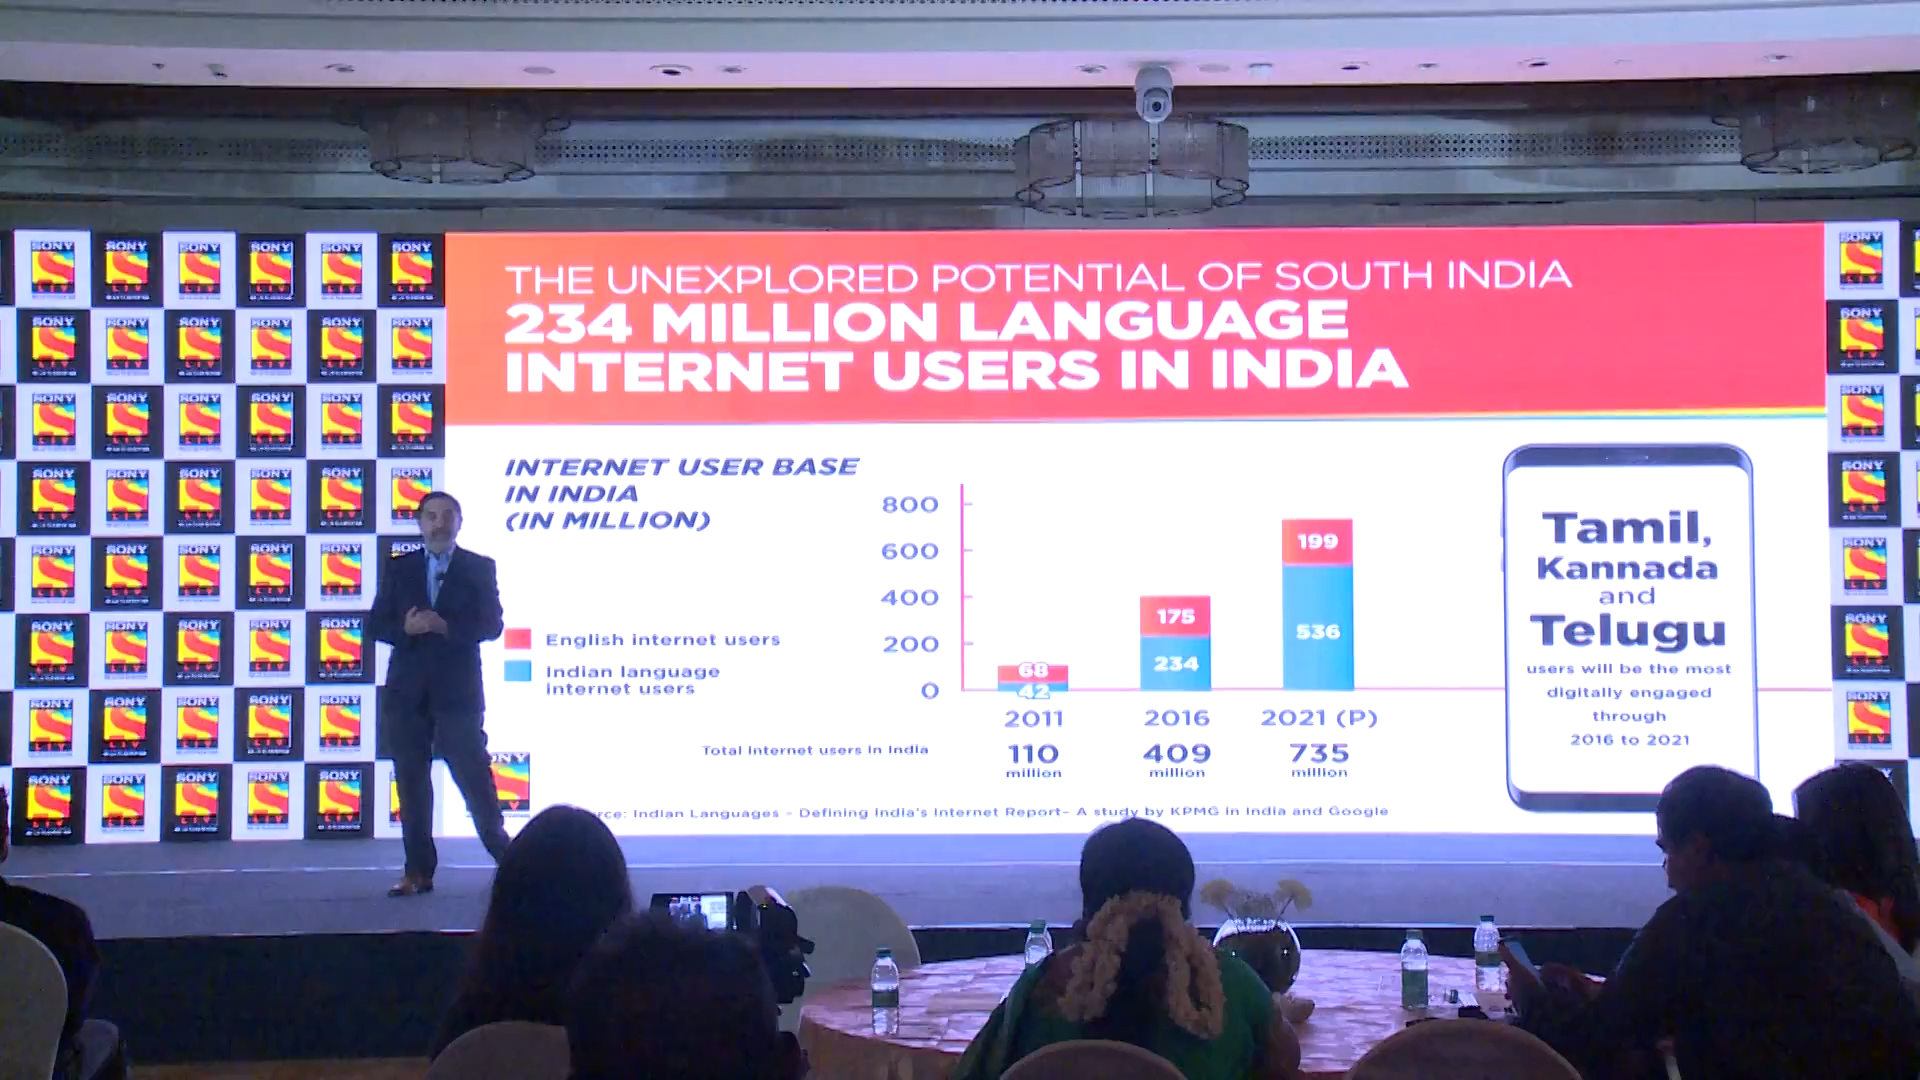 THE UNEXPLORED POTENTIAL OF SOUTH INDIA
234 MILLION LANGUAGE
INTERNET USERS IN INDIA
INTERNET USER BASE
IN INDIA
(IN MILLION)
800
600
400
200
0
199
536
175
234
68
42
English internet users
Indian language
internet users
2011
2016
2021 (P)
Total Internet users in India
110
million
409
million
735
million
Indian Languages - Defining India's Internet Report- A study by KPMG in India and Google
Tamil,
Kannada
and
Telugu
users will be the most
digitally engaged
through
2016 to 2021
SONY
LIV